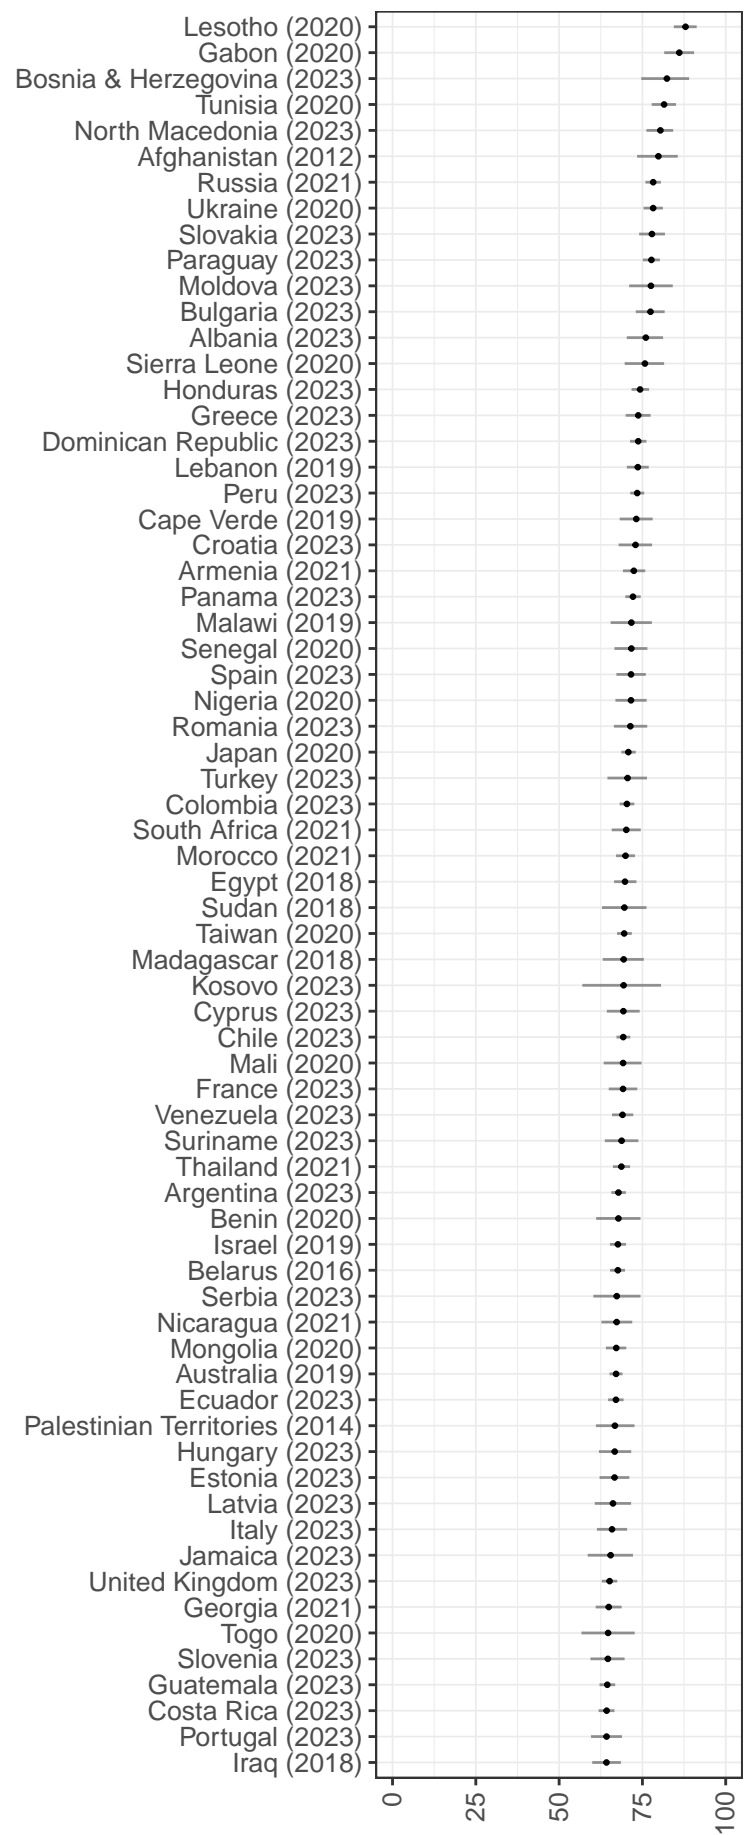 Lesotho (2020)
Gabon (2020)
Bosnia & Herzegovina (2023)
Tunisia (2020)
North Macedonia (2023)
Afghanistan (2012)
Russia (2021)
Ukraine (2020)
Slovakia (2023)
Paraguay (2023)
Moldova (2023)
Bulgaria (2023)
Albania (2023)
Sierra Leone (2020)
Honduras (2023)
Greece (2023)
Dominican Republic (2023)
Lebanon (2019)
Peru (2023)
Cape Verde (2019)
Croatia (2023)
Armenia (2021)
Panama (2023)
Malawi (2019)
Senegal (2020)
Spain (2023)
Nigeria (2020)
Romania (2023)
Japan (2020)
Turkey (2023)
Colombia (2023)
South Africa (2021)
Morocco (2021)
Egypt (2018)
Sudan (2018)
Taiwan (2020)
Madagascar (2018)
Kosovo (2023)
Cyprus (2023)
Chile (2023)
Mali (2020)
France (2023)
Venezuela (2023)
Suriname (2023)
Thailand (2021)
Argentina (2023)
Benin (2020)
Israel (2019)
Belarus (2016)
Serbia (2023)
Nicaragua (2021)
Mongolia (2020)
Australia (2019)
Ecuador (2023)
Palestinian Territories (2014)
Hungary (2023)
Estonia (2023)
Latvia (2023)
Italy (2023)
Jamaica (2023)
United Kingdom (2023)
Georgia (2021)
Togo (2020)
Slovenia (2023)
Guatemala (2023)
Costa Rica (2023)
Portugal (2023)
Iraq (2018)
0 25 50 75 100